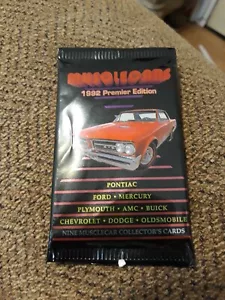 MUSCLECARS
1992 Premier Edition
PONTIAC
FORD • MERCURY
PLYMOUTH • AMC • BUICK
CHEVROLET • DODGE • OLDSMOBILE
NINE MUSCLECAR COLLECTOR'S CARDS